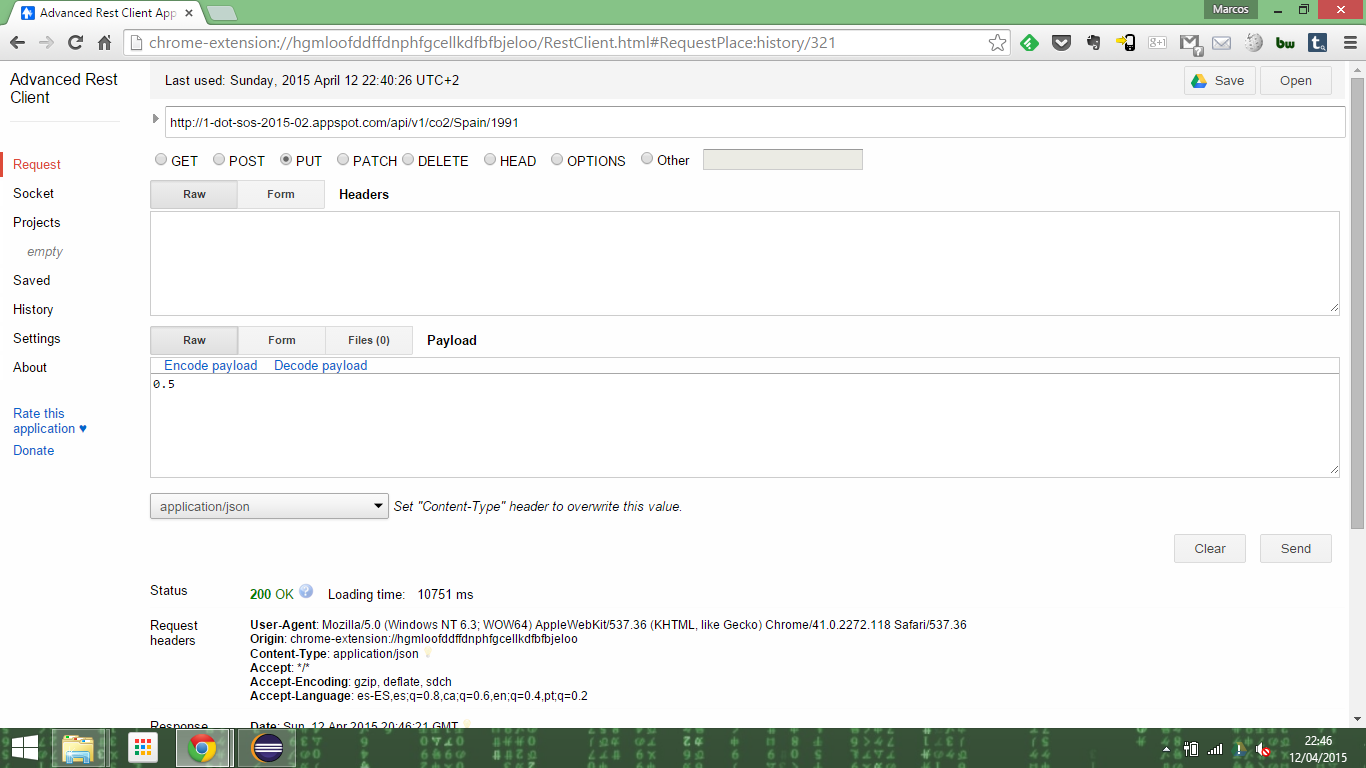 Advanced Rest Client App
Marcos
chrome-extension://hgmloofddffdnphfgcellkdfbfbjeloo/RestClient.html#RequestPlace:history/321
Advanced Rest
Client
Last used: Sunday, 2015 April 12 22:40:26 UTC+2
Save
Open
http://1-dot-sos-2015-02.appspot.com/api/v1/co2/Spain/1991
GET POST PUT PATCH DELETE HEAD OPTIONS Other
Request
Socket
Projects
empty
Saved
History
Settings
About
Rate this
application ♥
Donate
Raw Form Headers
Raw Form Files (0) Payload
Encode payload Decode payload
0.5
application/json Set "Content-Type" header to overwrite this value.
Clear Send
Status 200 OK Loading time: 10751 ms
Request
headers
User-Agent: Mozilla/5.0 (Windows NT 6.3; WOW64) AppleWebKit/537.36 (KHTML, like Gecko) Chrome/41.0.2272.118 Safari/537.36
Origin: chrome-extension://hgmloofddffdnphfgcellkdfbfbjeloo
Content-Type: application/json
Accept: */*
Accept-Encoding: gzip, deflate, sdch
Accept-Language: es-ES,es;q=0.8,ca;q=0.6,en;q=0.4,pt;q=0.2
Response Date: Sun, 12 Apr 2015 20:46:21 GMT
22:46
12/04/2015